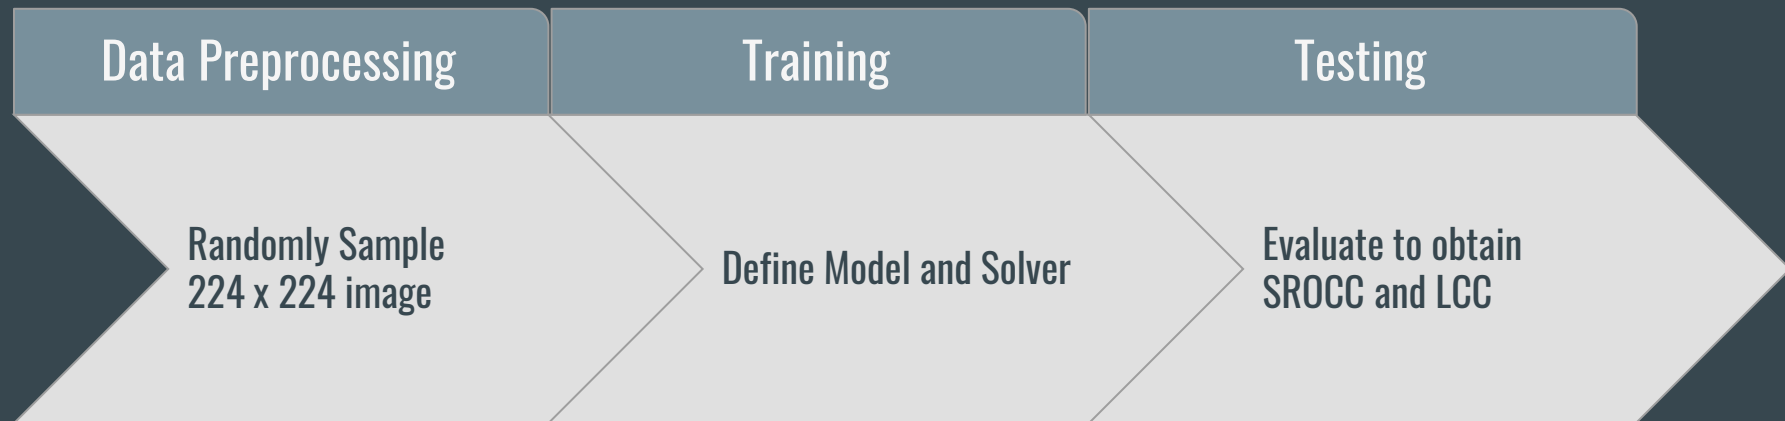 Data Preprocessing
Training
Testing
Randomly Sample
224 x 224 image
Define Model and Solver
Evaluate to obtain
SROCC and LCC